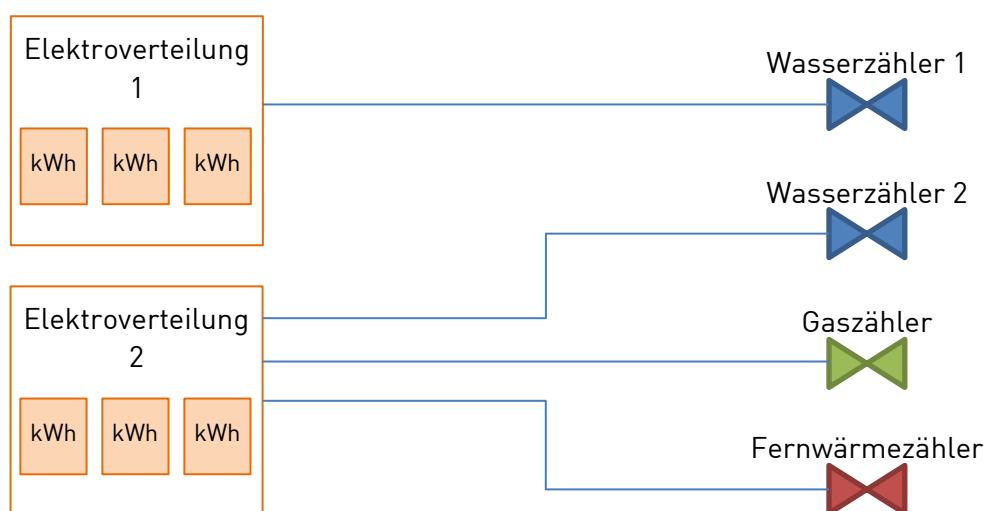 Elektroverteilung
1
kWh kWh kWh
Wasserzähler 1
Wasserzähler 2
Elektroverteilung
2
kWh kWh kWh
Gaszähler
Fernwärmezähler